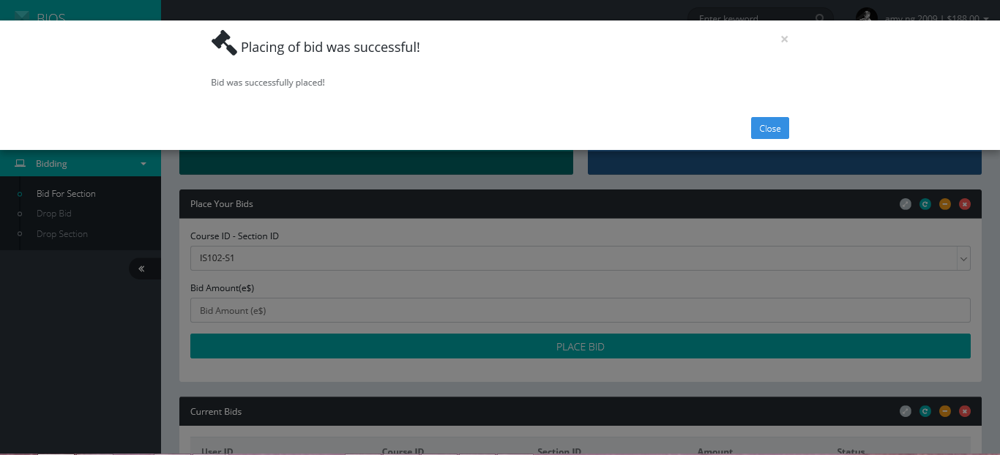 BIOS
Enter keyword
amy.ng.2009 | $188.00
Placing of bid was successful!
×
Bid was successfully placed!
Close
Bidding
Bid For Section
Drop Bid
Drop Section
Place Your Bids
Course ID - Section ID
IS102-S1
Bid Amount(e$)
Bid Amount (e$)
PLACE BID
Current Bids
User ID Course ID Section ID Amount Status